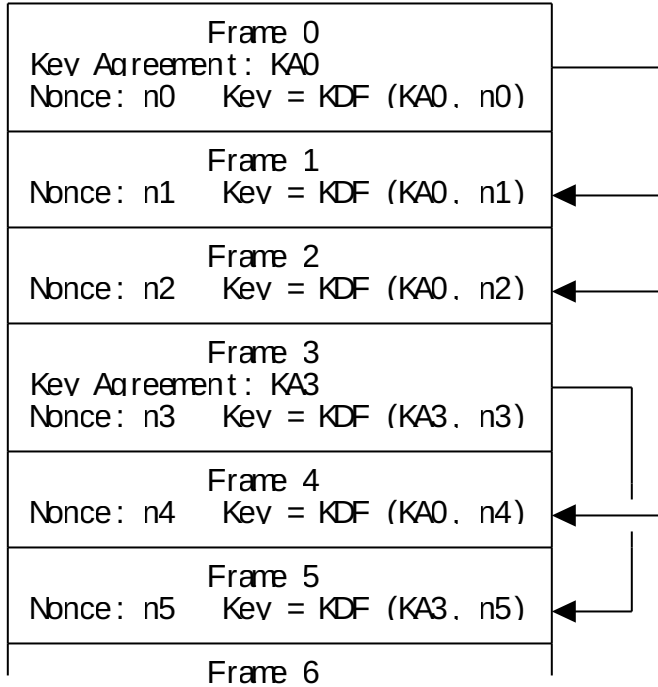 Frame 0
Key Agreement: KA0
Nonce: n0 Key = KDF (KA0, n0)
Frame 1
Nonce: n1 Key = KDF (KA0, n1)
Frame 2
Nonce: n2 Key = KDF (KA0, n2)
Frame 3
Key Agreement: KA3
Nonce: n3 Key = KDF (KA3, n3)
Frame 4
Nonce: n4 Key = KDF (KA0, n4)
Frame 5
Nonce: n5 Key = KDF (KA3, n5)
Frame 6